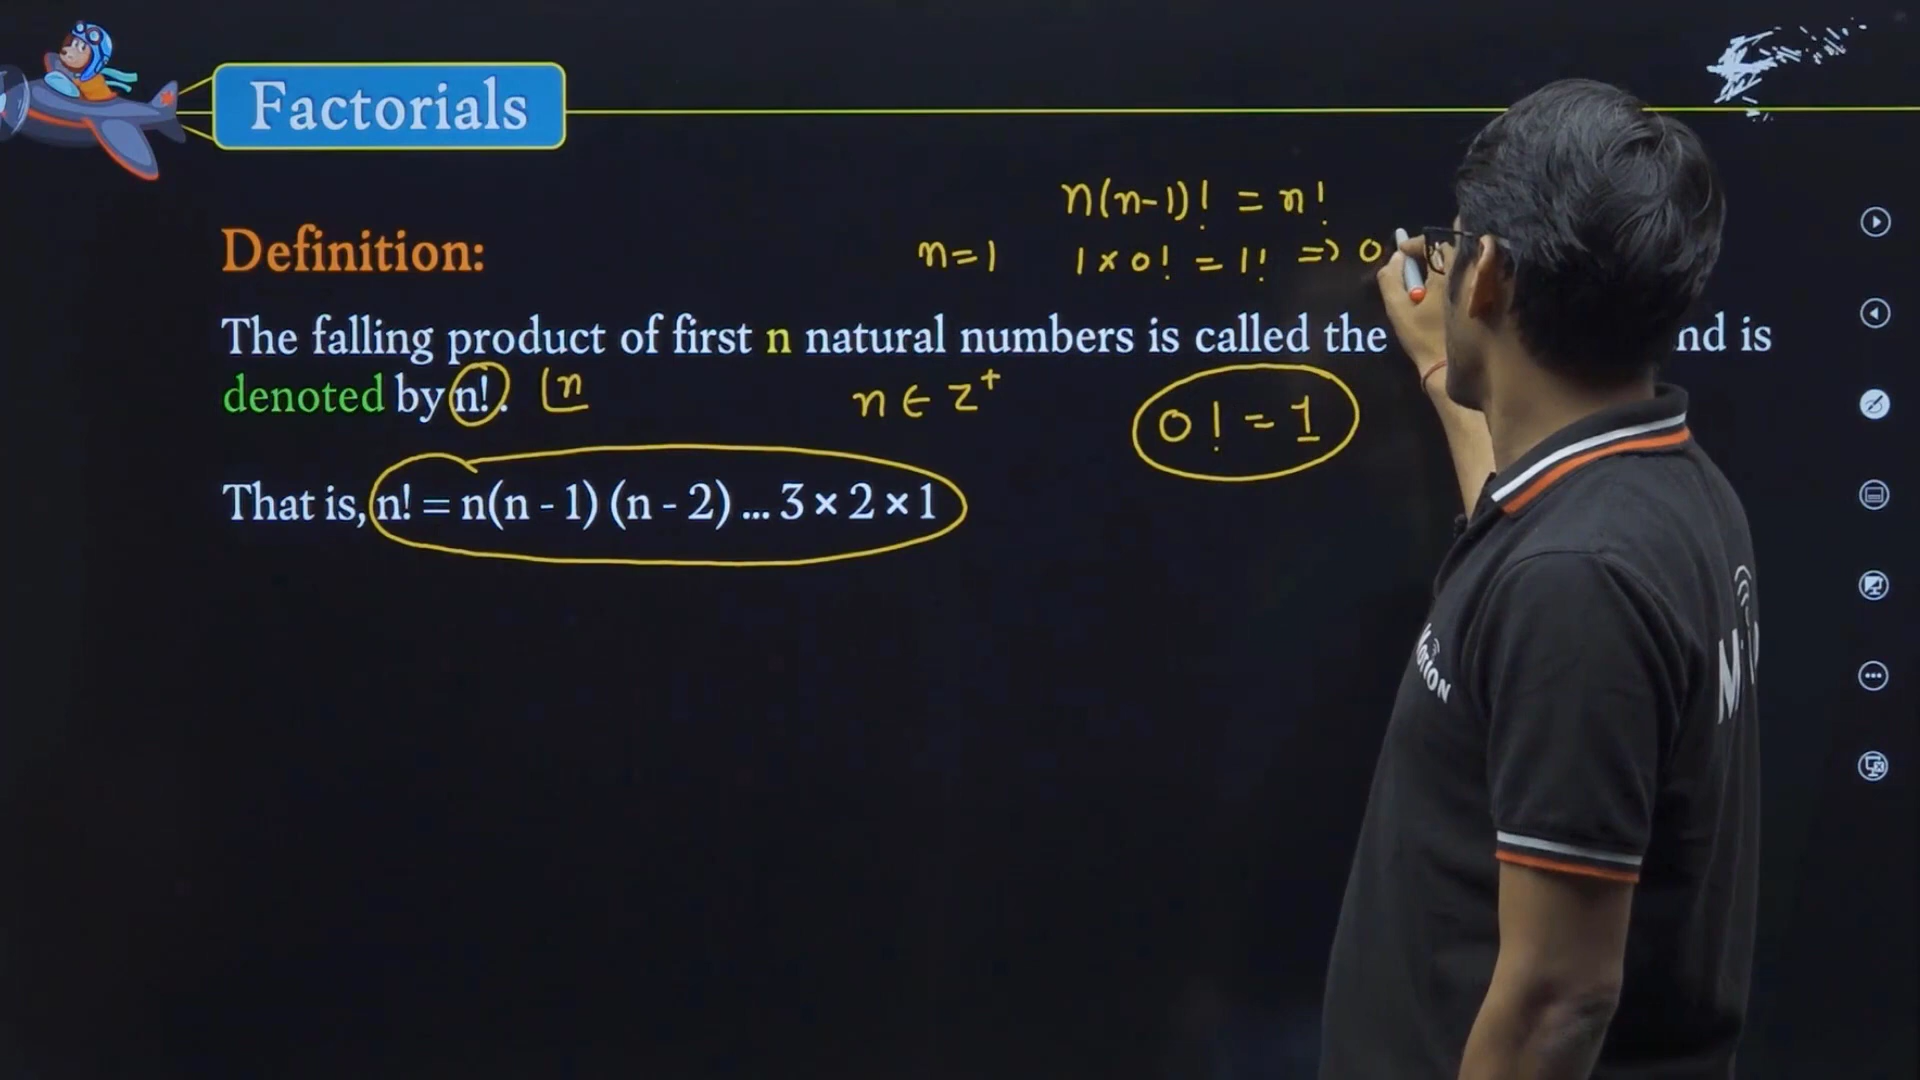 Factorials
n(n-1)! = n!
Definition:
n=1 1 × 0! = 1! => 0
The falling product of first n natural numbers is called the nd is
denoted by n!. |n n ∈ Z⁺ 0! = 1
That is, n! = n(n - 1) (n - 2) ... 3 × 2 × 1
MOTION